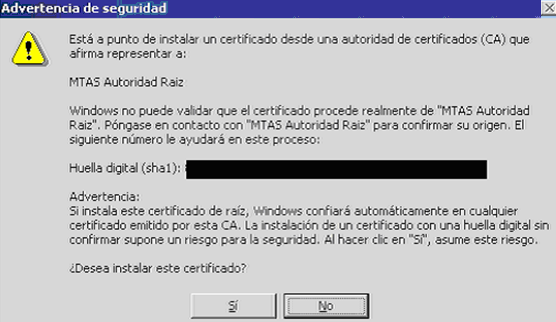 Advertencia de seguridad
Está a punto de instalar un certificado desde una autoridad de certificados (CA) que
afirma representar a:
MTAS Autoridad Raiz
Windows no puede validar que el certificado procede realmente de "MTAS Autoridad
Raiz". Póngase en contacto con "MTAS Autoridad Raiz" para confirmar su origen. El
siguiente número le ayudará en este proceso:
Huella digital (sha1):
Advertencia:
Si instala este certificado de raíz, Windows confiará automáticamente en cualquier
certificado emitido por esta CA. La instalación de un certificado con una huella digital sin
confirmar supone un riesgo para la seguridad. Al hacer clic en "Sí", asume este riesgo.
¿Desea instalar este certificado?
Sí
No